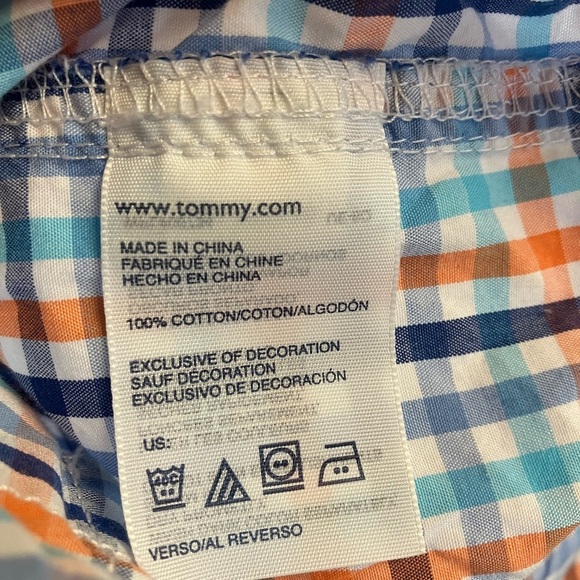 www.tommy.com
MADE IN CHINA
FABRIQUÉ EN CHINE
HECHO EN CHINA
100% COTTON/COTON/ALGODÓN
EXCLUSIVE OF DECORATION
SAUF DÉCORATION
EXCLUSIVO DE DECORACIÓN
US:
40C
VERSO/AL REVERSO